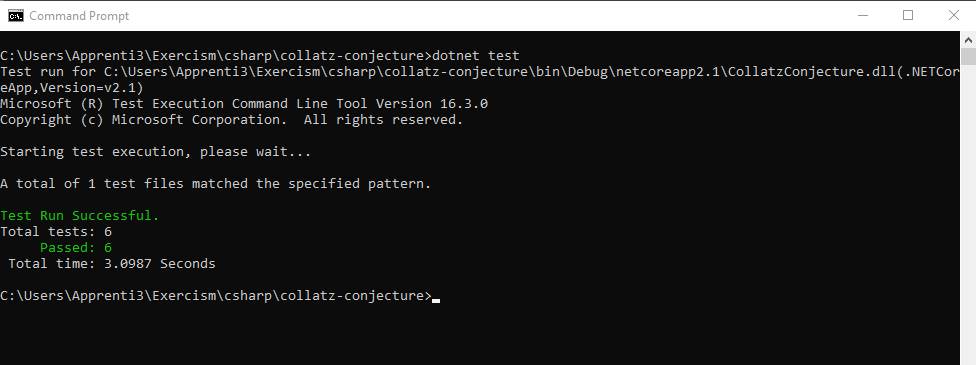 Command Prompt
C:\Users\Apprenti3\Exercism\csharp\collatz-conjecture>dotnet test
Test run for C:\Users\Apprenti3\Exercism\csharp\collatz-conjecture\bin\Debug\netcoreapp2.1\CollatzConjecture.dll(.NETCor
eApp,Version=v2.1)
Microsoft (R) Test Execution Command Line Tool Version 16.3.0
Copyright (c) Microsoft Corporation.  All rights reserved.
Starting test execution, please wait...
A total of 1 test files matched the specified pattern.
Test Run Successful.
Total tests: 6
     Passed: 6
 Total time: 3.0987 Seconds
C:\Users\Apprenti3\Exercism\csharp\collatz-conjecture>